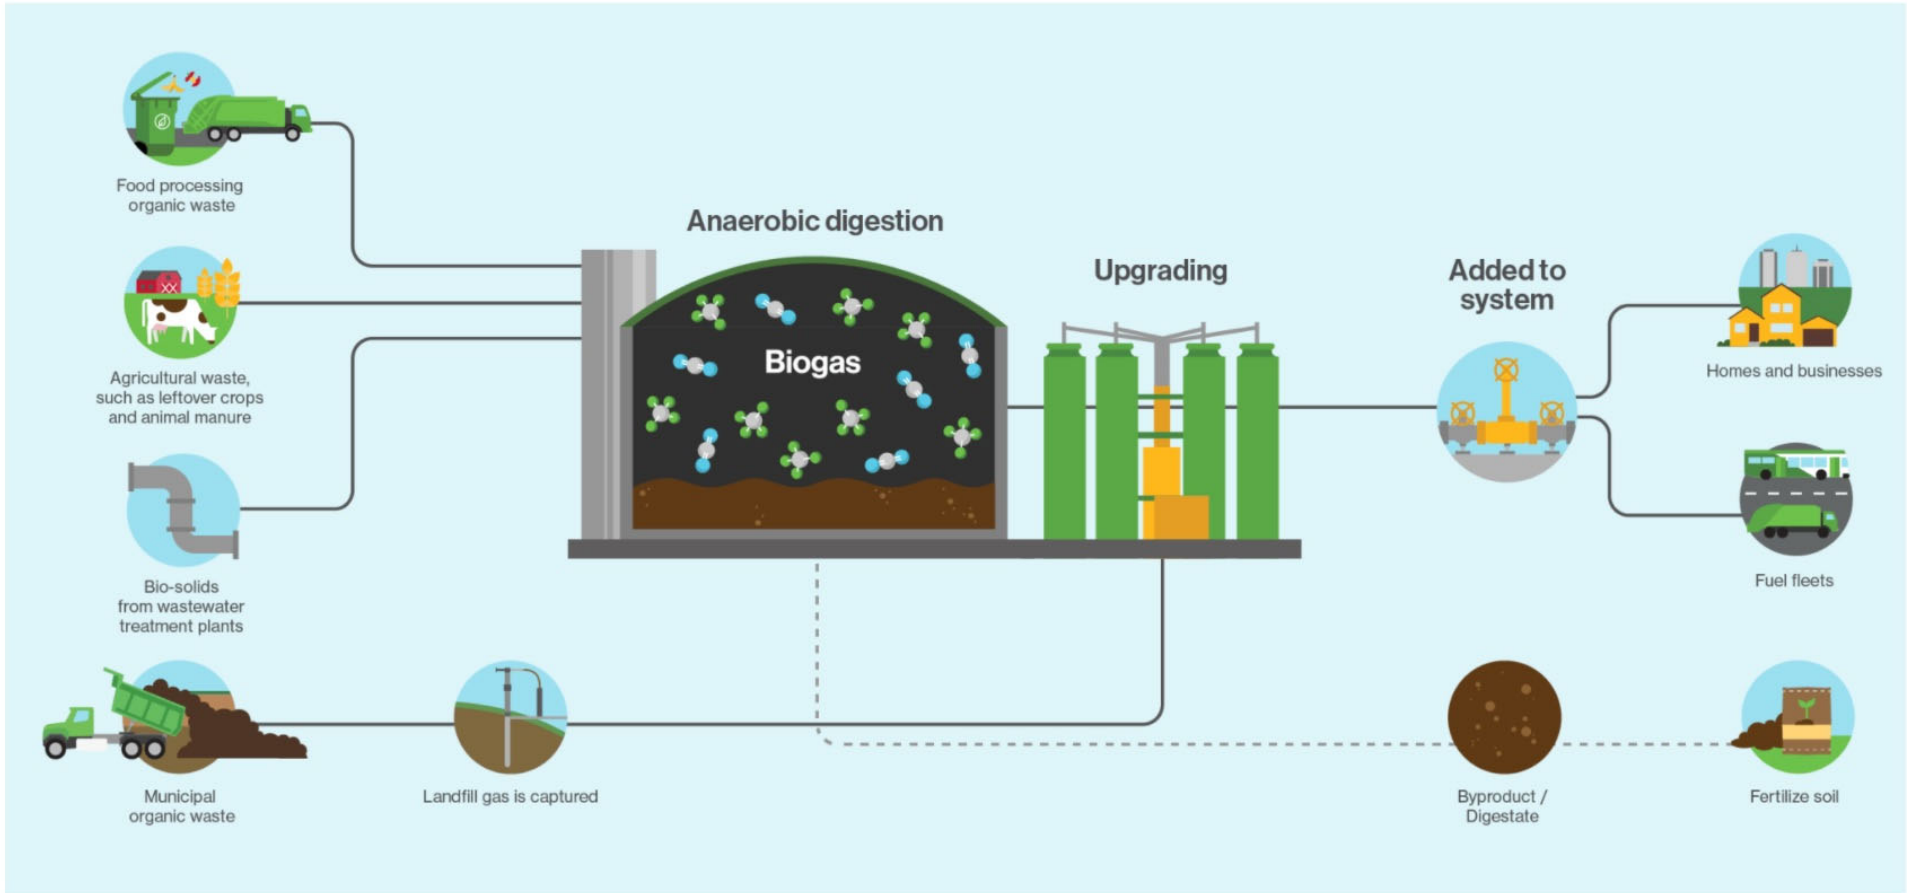 Food processing
organic waste
Agricultural waste,
such as leftover crops
and animal manure
Bio-solids
from wastewater
treatment plants
Municipal
organic waste
Landfill gas is captured
Anaerobic digestion
Biogas
Upgrading
Added to
system
Homes and businesses
Fuel fleets
Byproduct /
Digestate
Fertilize soil